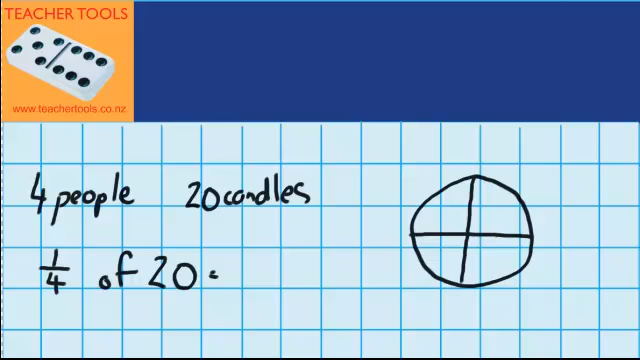 TEACHER TOOLS
www.teachertools.co.nz
4 people 20 candles
1/4 of 20 =